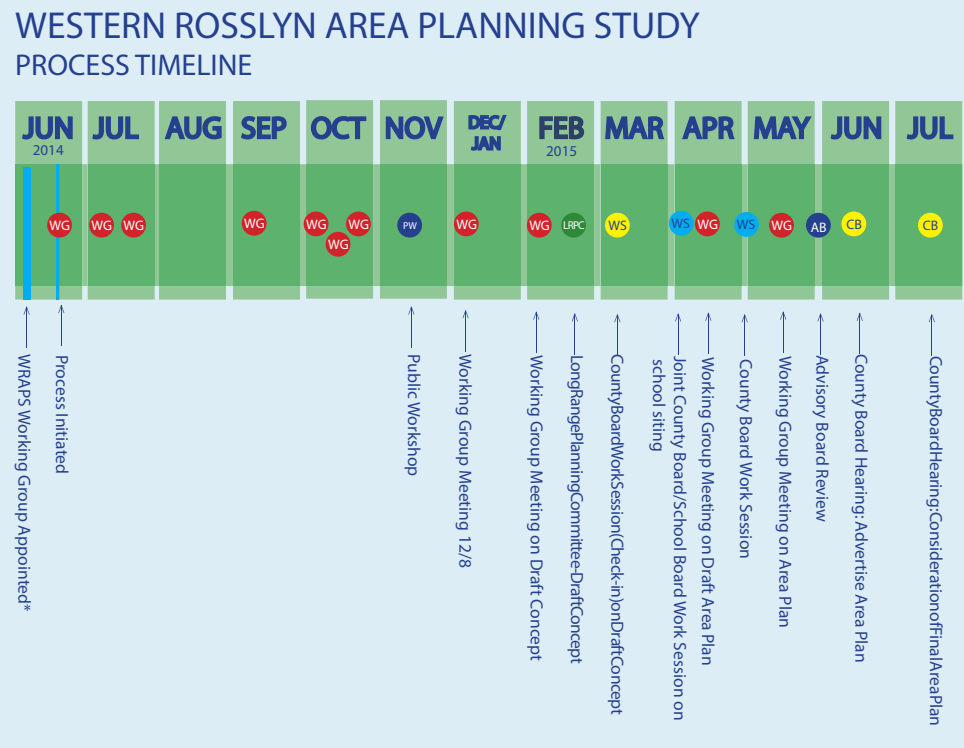 WESTERN ROSSLYN AREA PLANNING STUDY
PROCESS TIMELINE
JUN
2014
JUL
AUG
SEP
OCT
NOV
DEC/
JAN
FEB
2015
MAR
APR
MAY
JUN
JUL
WG
WG
WG
WG
WG
WG
WG
PW
WG
WG
LRPC
WS
WS
WG
WS
WG
AB
CB
CB
WRAPS Working Group Appointed*
Process Initiated
Public Workshop
Working Group Meeting 12/8
Working Group Meeting on Draft Concept
LongRangePlanningCommittee-DraftConcept
CountyBoardWorkSession(Check-in)onDraftConcept
Joint County Board/School Board Work Session on
school siting
Working Group Meeting on Draft Area Plan
County Board Work Session
Working Group Meeting on Area Plan
Advisory Board Review
County Board Hearing: Advertise Area Plan
CountyBoardHearing:ConsiderationofFinalAreaPlan